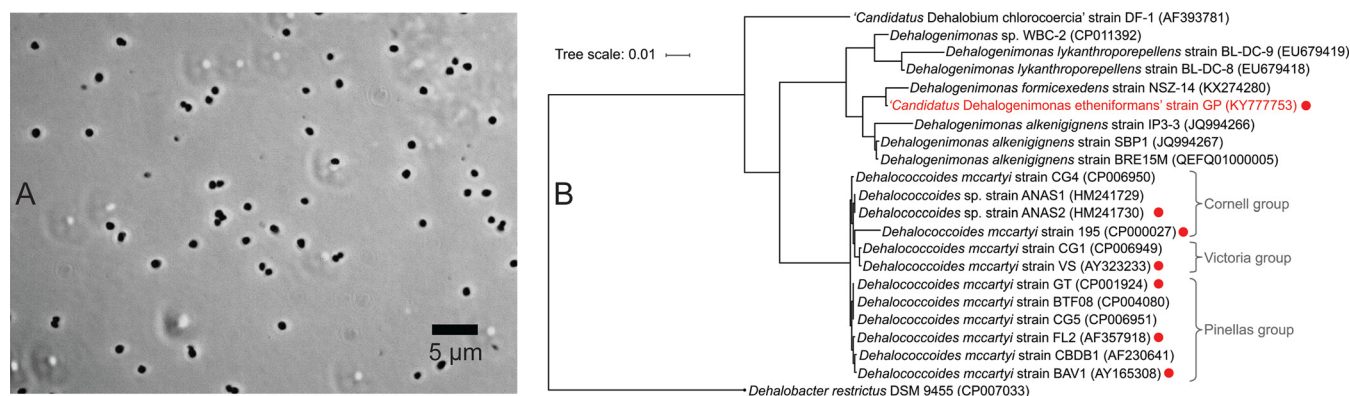 A
5 μm
B
Tree scale: 0.01
'Candidatus Dehalobium chlorocoercia' strain DF-1 (AF393781)
Dehalogenimonas sp. WBC-2 (CP011392)
Dehalogenimonas lykanthroporepellens strain BL-DC-9 (EU679419)
Dehalogenimonas lykanthroporepellens strain BL-DC-8 (EU679418)
Dehalogenimonas formicexedens strain NSZ-14 (KX274280)
'Candidatus Dehalogenimonas etheniformans' strain GP (KY777753)
Dehalogenimonas alkenigignens strain IP3-3 (JQ994266)
Dehalogenimonas alkenigignens strain SBP1 (JQ994267)
Dehalogenimonas alkenigignens strain BRE15M (QEFQ01000005)
Dehalococcoides mccartyi strain CG4 (CP006950)
Dehalococcoides sp. strain ANAS1 (HM241729)
Dehalococcoides sp. strain ANAS2 (HM241730)
Dehalococcoides mccartyi strain 195 (CP000027)
Cornell group
Dehalococcoides mccartyi strain CG1 (CP006949)
Dehalococcoides mccartyi strain VS (AY323233)
Victoria group
Dehalococcoides mccartyi strain GT (CP001924)
Dehalococcoides mccartyi strain BTF08 (CP004080)
Dehalococcoides mccartyi strain CG5 (CP006951)
Dehalococcoides mccartyi strain FL2 (AF357918)
Dehalococcoides mccartyi strain CBDB1 (AF230641)
Dehalococcoides mccartyi strain BAV1 (AY165308)
Pinellas group
Dehalobacter restrictus DSM 9455 (CP007033)